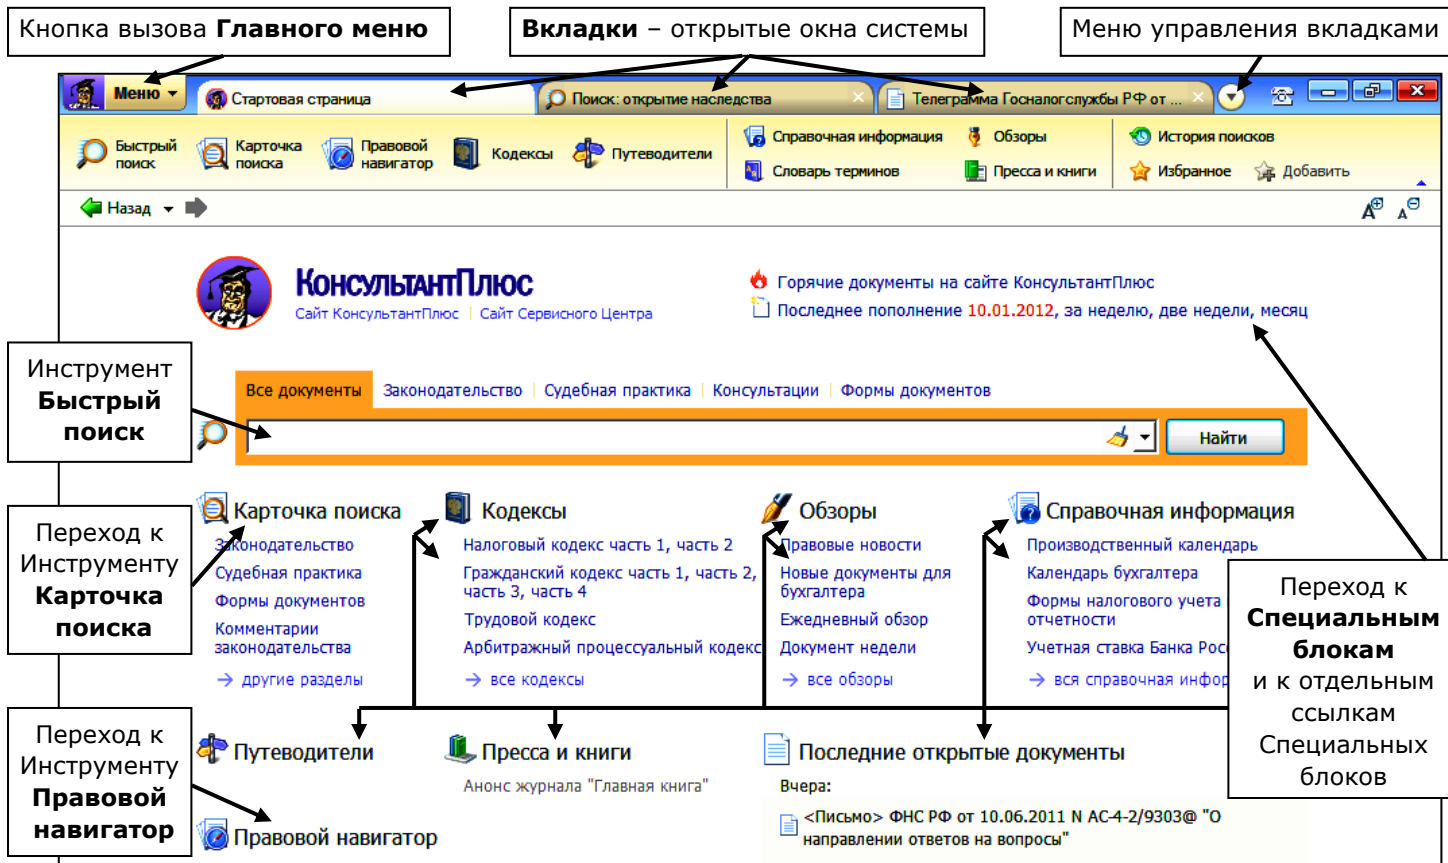 Кнопка вызова Главного меню
Вкладки – открытые окна системы
Меню управления вкладками
Меню
Стартовая страница
Поиск: открытие наследства
Телеграмма Госналогслужбы РФ от ...
Быстрый поиск
Карточка поиска
Правовой навигатор
Кодексы
Путеводители
Справочная информация
Обзоры
История поисков
Словарь терминов
Пресса и книги
Избранное
Добавить
Назад
КонсультантПлюс
Сайт КонсультантПлюс | Сайт Сервисного Центра
Горячие документы на сайте КонсультантПлюс
Последнее пополнение 10.01.2012, за неделю, две недели, месяц
Инструмент
Быстрый
поиск
Все документы Законодательство | Судебная практика | Консультации | Формы документов
Найти
Переход к
Инструменту
Карточка
поиска
Карточка поиска
Законодательство
Судебная практика
Формы документов
Комментарии
законодательства
→ другие разделы
Кодексы
Налоговый кодекс часть 1, часть 2
Гражданский кодекс часть 1, часть 2,
часть 3, часть 4
Трудовой кодекс
Арбитражный процессуальный кодекс
→ все кодексы
Обзоры
Правовые новости
Новые документы для
бухгалтера
Ежедневный обзор
Документ недели
→ все обзоры
Справочная информация
Производственный календарь
Календарь бухгалтера
Формы налогового учета
отчетности
Учетная ставка Банка Рос
→ вся справочная инфор
Переход к
Специальным
блокам
и к отдельным
ссылкам
Специальных
блоков
Переход к
Инструменту
Правовой
навигатор
Путеводители
Правовой навигатор
Пресса и книги
Анонс журнала "Главная книга"
Последние открытые документы
Вчера:
<Письмо> ФНС РФ от 10.06.2011 N АС-4-2/9303@ "О
направлении ответов на вопросы"